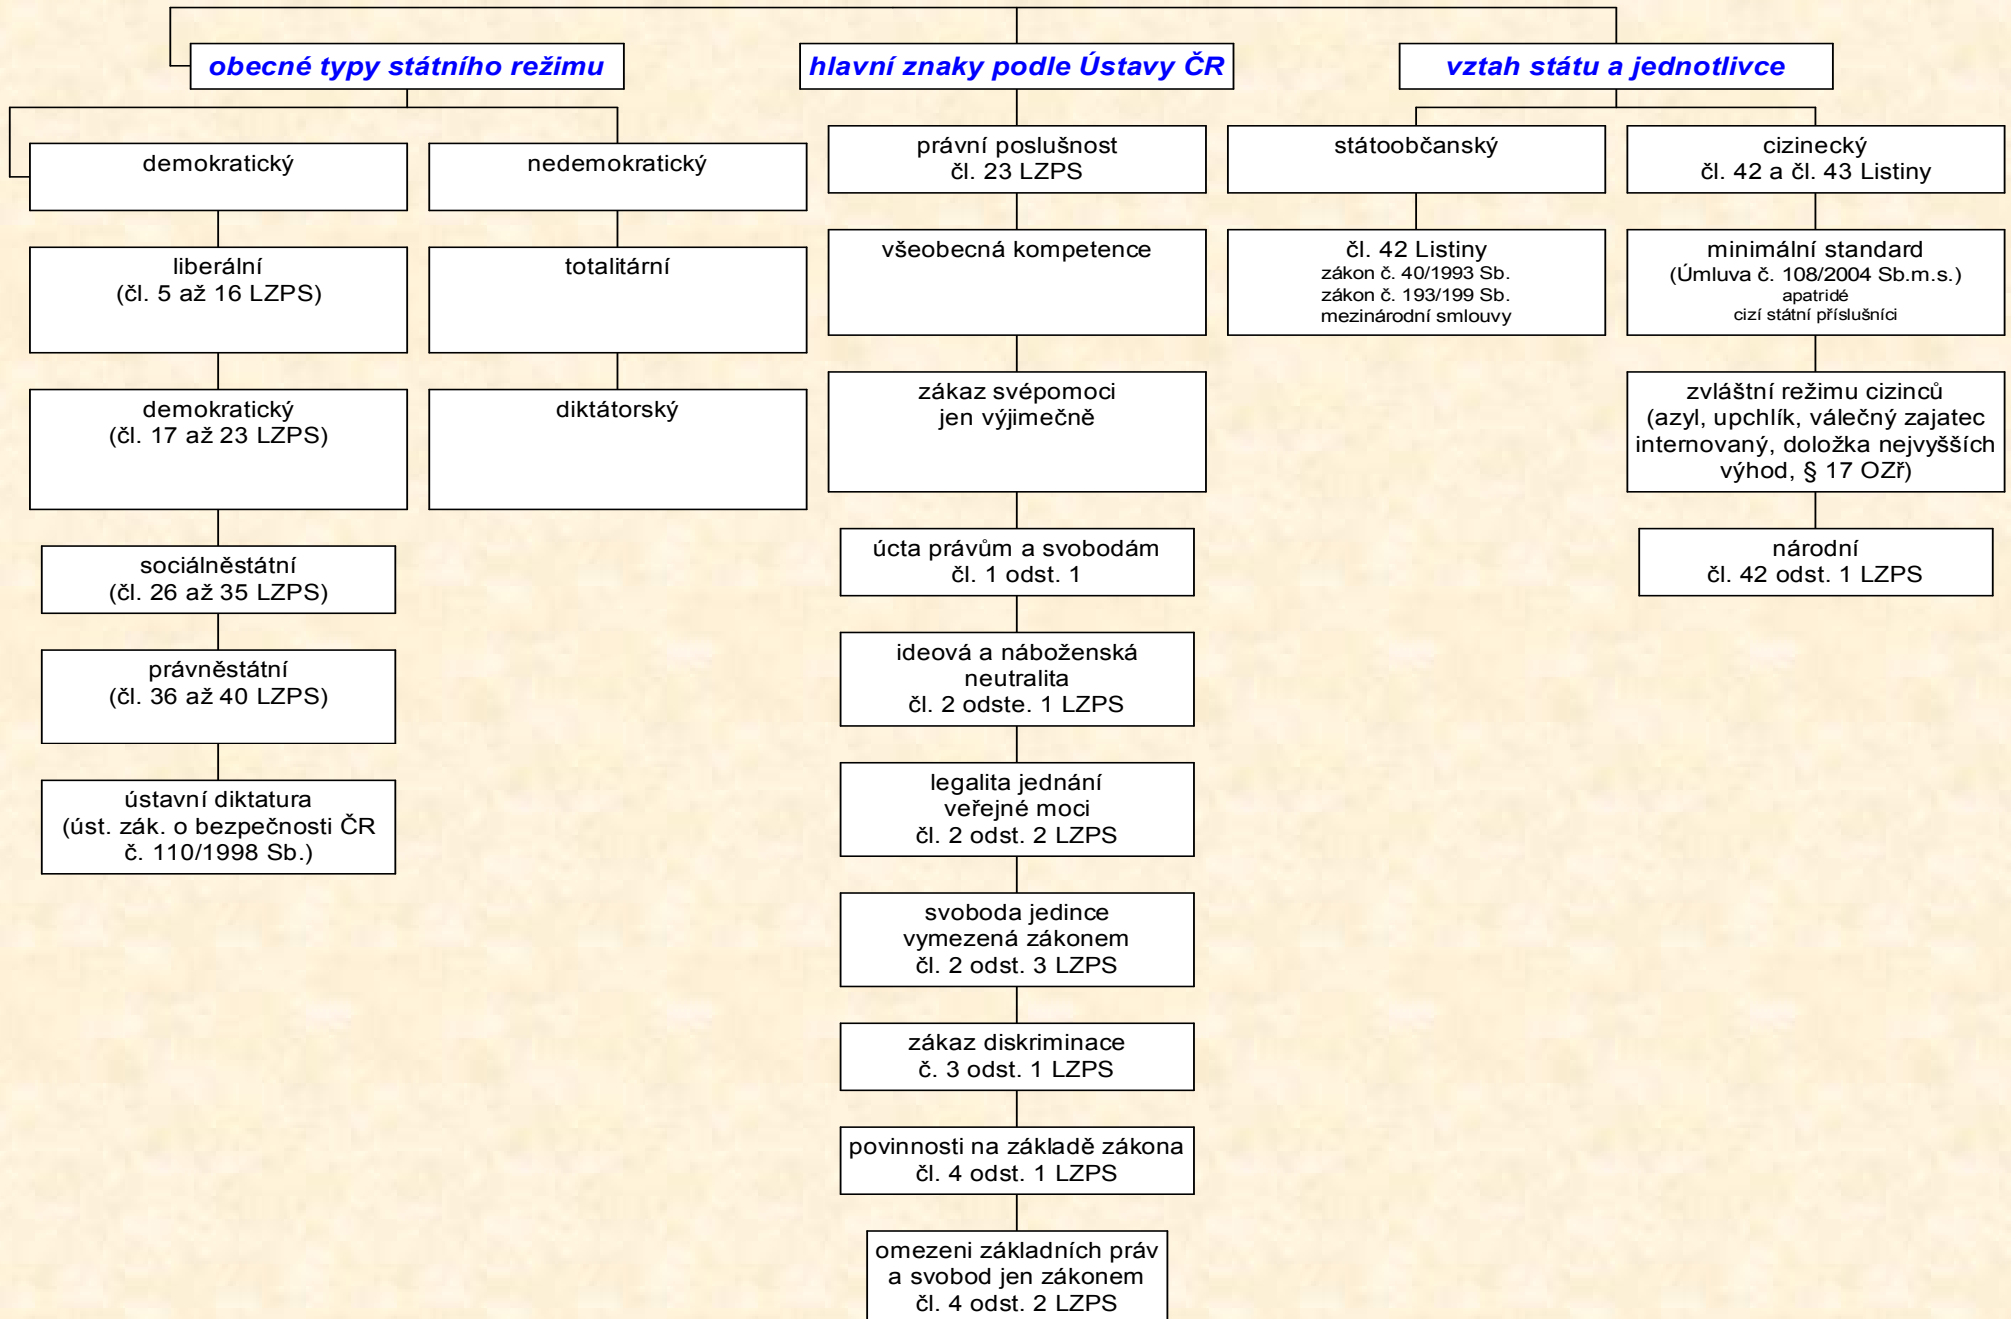 obecné typy státního režimu
demokratický
nedemokratický
liberální
(čl. 5 až 16 LZPS)
totalitární
demokratický
(čl. 17 až 23 LZPS)
diktátorský
sociálněstátní
(čl. 26 až 35 LZPS)
právněstátní
(čl. 36 až 40 LZPS)
ústavní diktatura
(úst. zák. o bezpečnosti ČR
č. 110/1998 Sb.)
hlavní znaky podle Ústavy ČR
právní poslušnost
čl. 23 LZPS
všeobecná kompetence
zákaz svépomoci
jen výjimečně
úcta právům a svobodám
čl. 1 odst. 1
ideová a náboženská
neutralita
čl. 2 odste. 1 LZPS
legalita jednání
veřejné moci
čl. 2 odst. 2 LZPS
svoboda jedince
vymezená zákonem
čl. 2 odst. 3 LZPS
zákaz diskriminace
č. 3 odst. 1 LZPS
povinnosti na základě zákona
čl. 4 odst. 1 LZPS
omezeni základních práv
a svobod jen zákonem
čl. 4 odst. 2 LZPS
vztah státu a jednotlivce
státoobčanský
čl. 42 Listiny
zákon č. 40/1993 Sb.
zákon č. 193/199 Sb.
mezinárodní smlouvy
cizinecký
čl. 42 a čl. 43 Listiny
minimální standard
(Úmluva č. 108/2004 Sb.m.s.)
apatridé
cizí státní příslušníci
zvláštní režimu cizinců
(azyl, upchlík, válečný zajatec
internovaný, doložka nejvyšších
výhod, § 17 OZř)
národní
čl. 42 odst. 1 LZPS